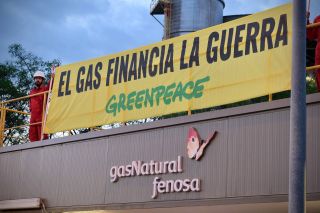 EL GAS FINANCIA LA GUERRA
GREENPEACE
gasNatural
fenosa